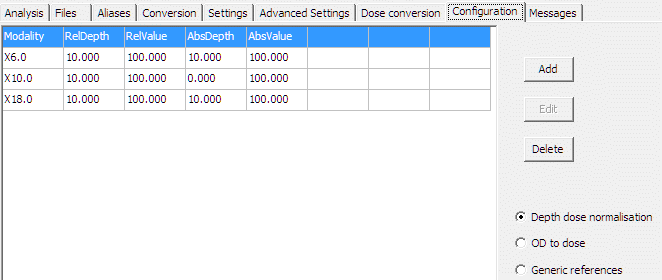 Analysis Files Aliases Conversion Settings Advanced Settings Dose conversion Configuration Messages
Modality RelDepth RelValue AbsDepth AbsValue
X6.0 10.000 100.000 10.000 100.000
X10.0 10.000 100.000 0.000 100.000
X18.0 10.000 100.000 10.000 100.000
Add
Edit
Delete
Depth dose normalisation
OD to dose
Generic references